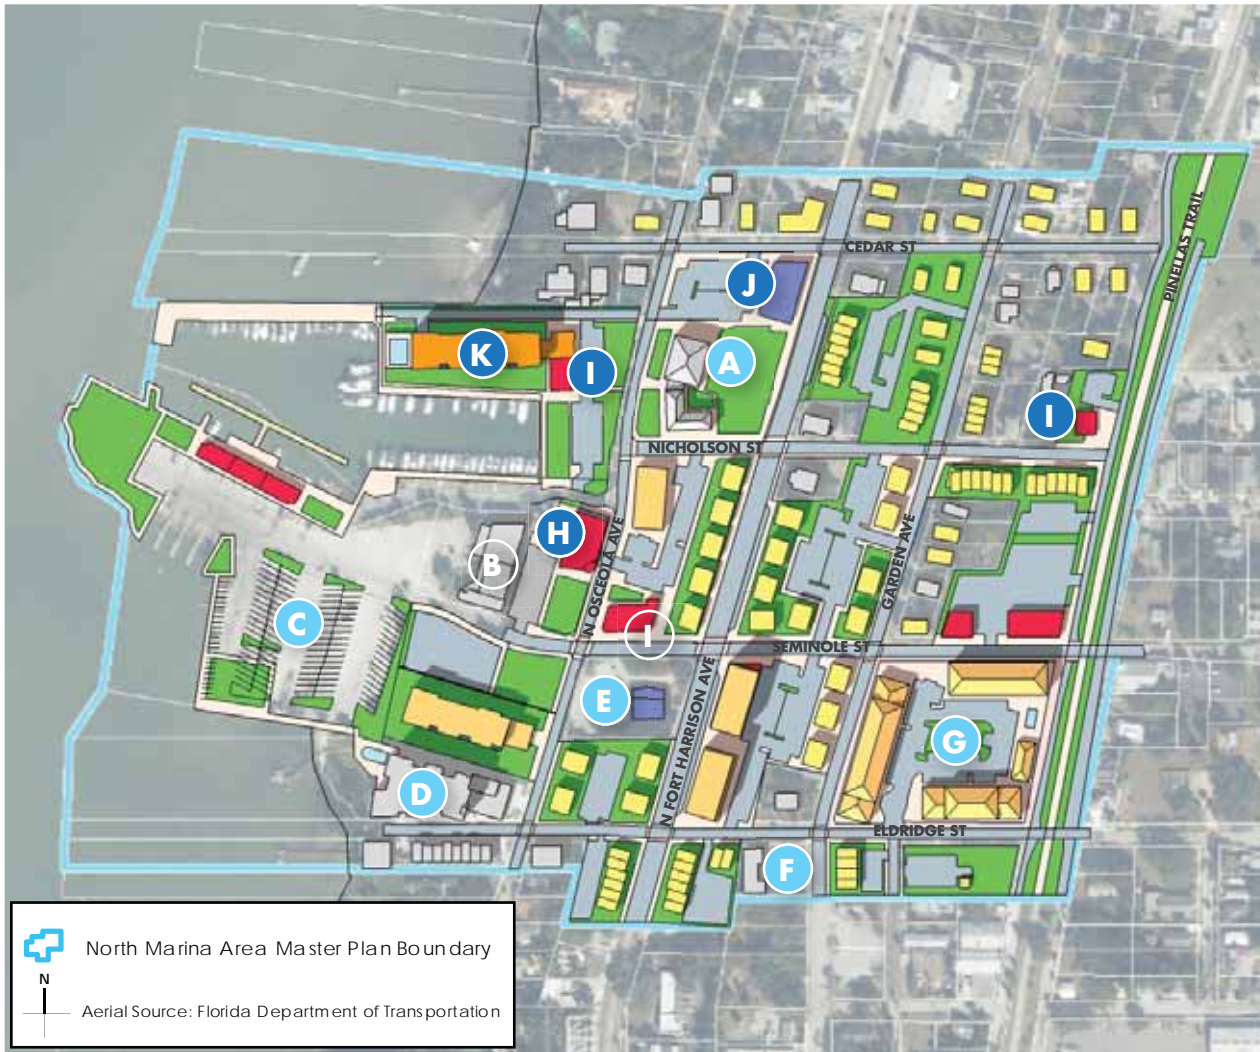 CEDAR ST
PINELLAS TRAIL
J
K
I
A
I
NICHOLSON ST
H
B
N OSCEOLA AVE
GARDEN AVE
C
I
SEMINOLE ST
E
N FORT HARRISON AVE
G
D
ELDRIDGE ST
F
North Marina Area Master Plan Boundary
N
Aerial Source: Florida Department of Transportation